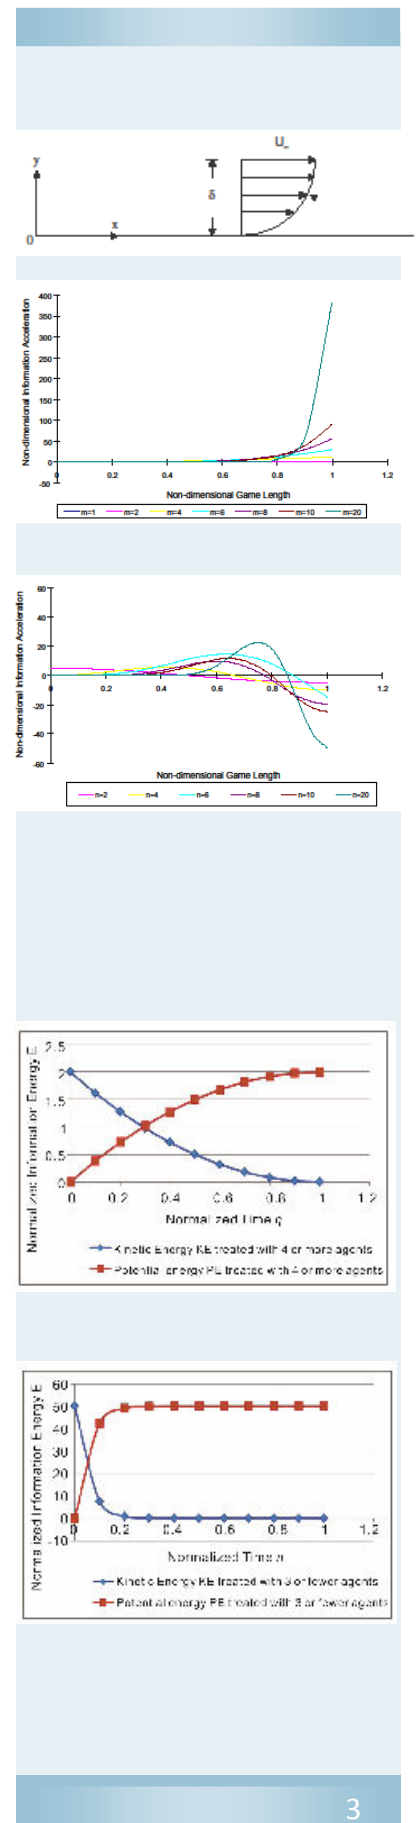 U∞
y
δ
x
0
Non-dimensional Information Acceleration
400
350
300
250
200
150
100
50
0
-50
0 0.2 0.4 0.6 0.8 1 1.2
Non-dimensional Game Length
m=1 m=2 m=4 m=6 m=8 m=10 m=20
Non-dimensional Information Acceleration
60
40
20
0
-20
-40
-60
0 0.2 0.4 0.6 0.8 1 1.2
Non-dimensional Game Length
n=2 n=4 n=6 n=8 n=10 n=20
Normalized Information Energy E
2.5
2
1.5
1
0.5
0
0 0.2 0.4 0.6 0.8 1 1.2
Normalized Time η
Kinetic Energy KE treated with 4 or more agents
Potential energy PE treated with 4 or more agents
Normalized Information Energy E
60
50
40
30
20
10
0
-10
0 0.2 0.4 0.6 0.8 1 1.2
Normalized Time η
Kinetic Energy KE Treated with 3 or fewer agents
Potential energy PE treated with 3 or fewer agents
3